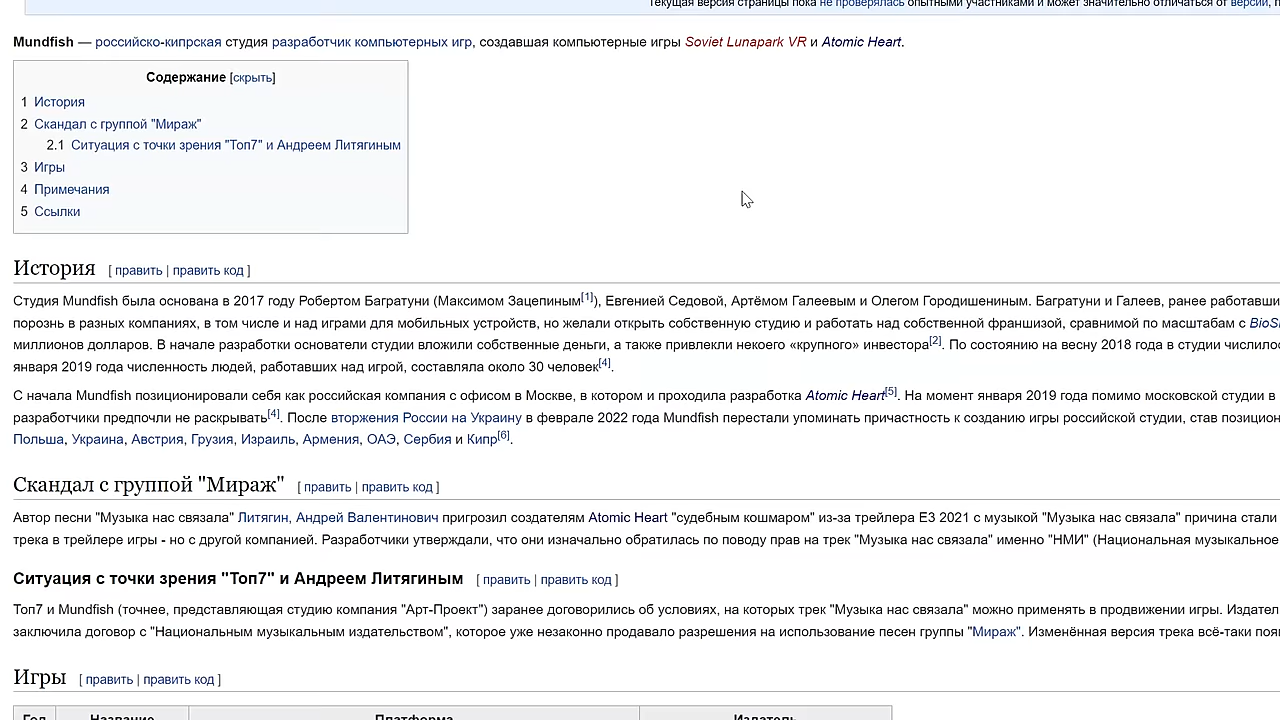 Текущая версия страницы пока не проверялась опытными участниками и может значительно отличаться от версии,
Mundfish — российско-кипрская студия разработчик компьютерных игр, создавшая компьютерные игры Soviet Lunapark VR и Atomic Heart.
Содержание [скрыть]
1 История
2 Скандал с группой "Мираж"
2.1 Ситуация с точки зрения "Топ7" и Андреем Литягиным
3 Игры
4 Примечания
5 Ссылки
История [ править | править код ]
Студия Mundfish была основана в 2017 году Робертом Багратуни (Максимом Зацепиным[1]), Евгенией Седовой, Артёмом Галеевым и Олегом Городишениным. Багратуни и Галеев, ранее работавши
порознь в разных компаниях, в том числе и над играми для мобильных устройств, но желали открыть собственную студию и работать над собственной франшизой, сравнимой по масштабам с BioS
миллионов долларов. В начале разработки основатели студии вложили собственные деньги, а также привлекли некоего «крупного» инвестора[2]. По состоянию на весну 2018 года в студии числило
января 2019 года численность людей, работавших над игрой, составляла около 30 человек[4].
С начала Mundfish позиционировали себя как российская компания с офисом в Москве, в котором и проходила разработка Atomic Heart[5]. На момент января 2019 года помимо московской студии в
разработчики предпочли не раскрывать[4]. После вторжения России на Украину в феврале 2022 года Mundfish перестали упоминать причастность к созданию игры российской студии, став позицион
Польша, Украина, Австрия, Грузия, Израиль, Армения, ОАЭ, Сербия и Кипр[6].
Скандал с группой "Мираж" [ править | править код ]
Автор песни "Музыка нас связала" Литягин, Андрей Валентинович пригрозил создателям Atomic Heart "судебным кошмаром" из-за трейлера E3 2021 с музыкой "Музыка нас связала" причина стали
трека в трейлере игры - но с другой компанией. Разработчики утверждали, что они изначально обратилась по поводу прав на трек "Музыка нас связала" именно "НМИ" (Национальная музыкальное
Ситуация с точки зрения "Топ7" и Андреем Литягиным [ править | править код ]
Топ7 и Mundfish (точнее, представляющая студию компания "Арт-Проект") заранее договорились об условиях, на которых трек "Музыка нас связала" можно применять в продвижении игры. Издател
заключила договор с "Национальным музыкальным издательством", которое уже незаконно продавало разрешения на использование песен группы "Мираж". Изменённая версия трека всё-таки поя
Игры [ править | править код ]
Год Название Платформа Издатель